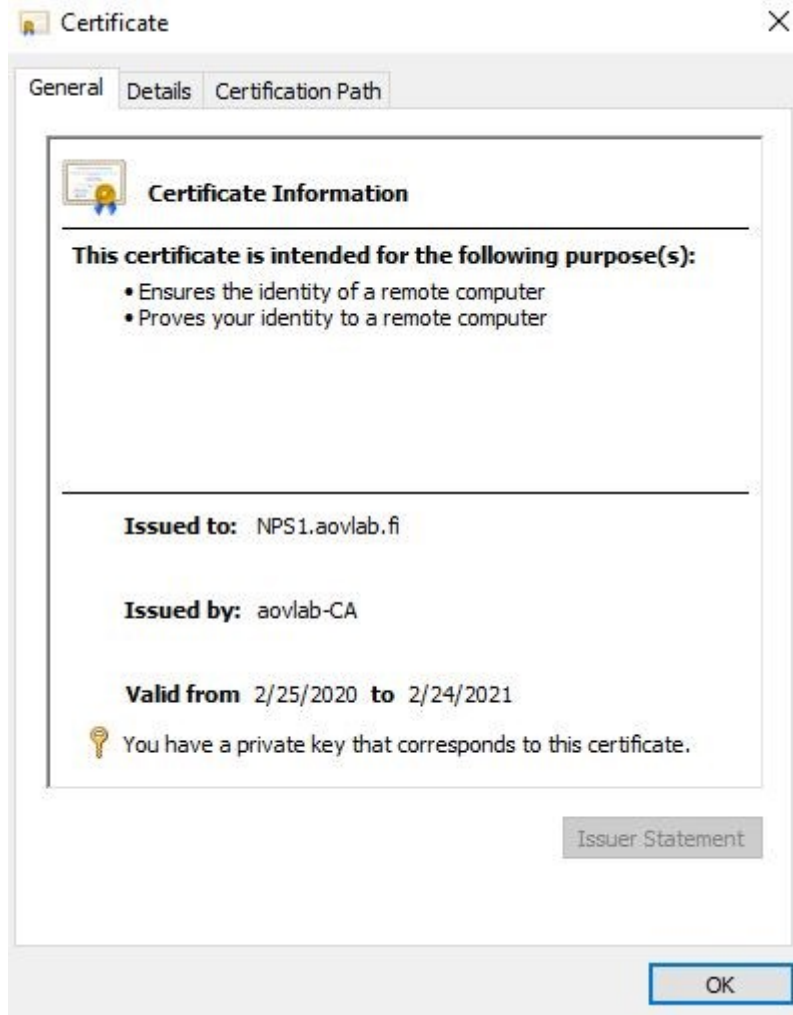 Certificate
General Details Certification Path
Certificate Information
This certificate is intended for the following purpose(s):
• Ensures the identity of a remote computer
• Proves your identity to a remote computer
Issued to: NPS1.aovlab.fi
Issued by: aovlab-CA
Valid from 2/25/2020 to 2/24/2021
You have a private key that corresponds to this certificate.
Issuer Statement
OK